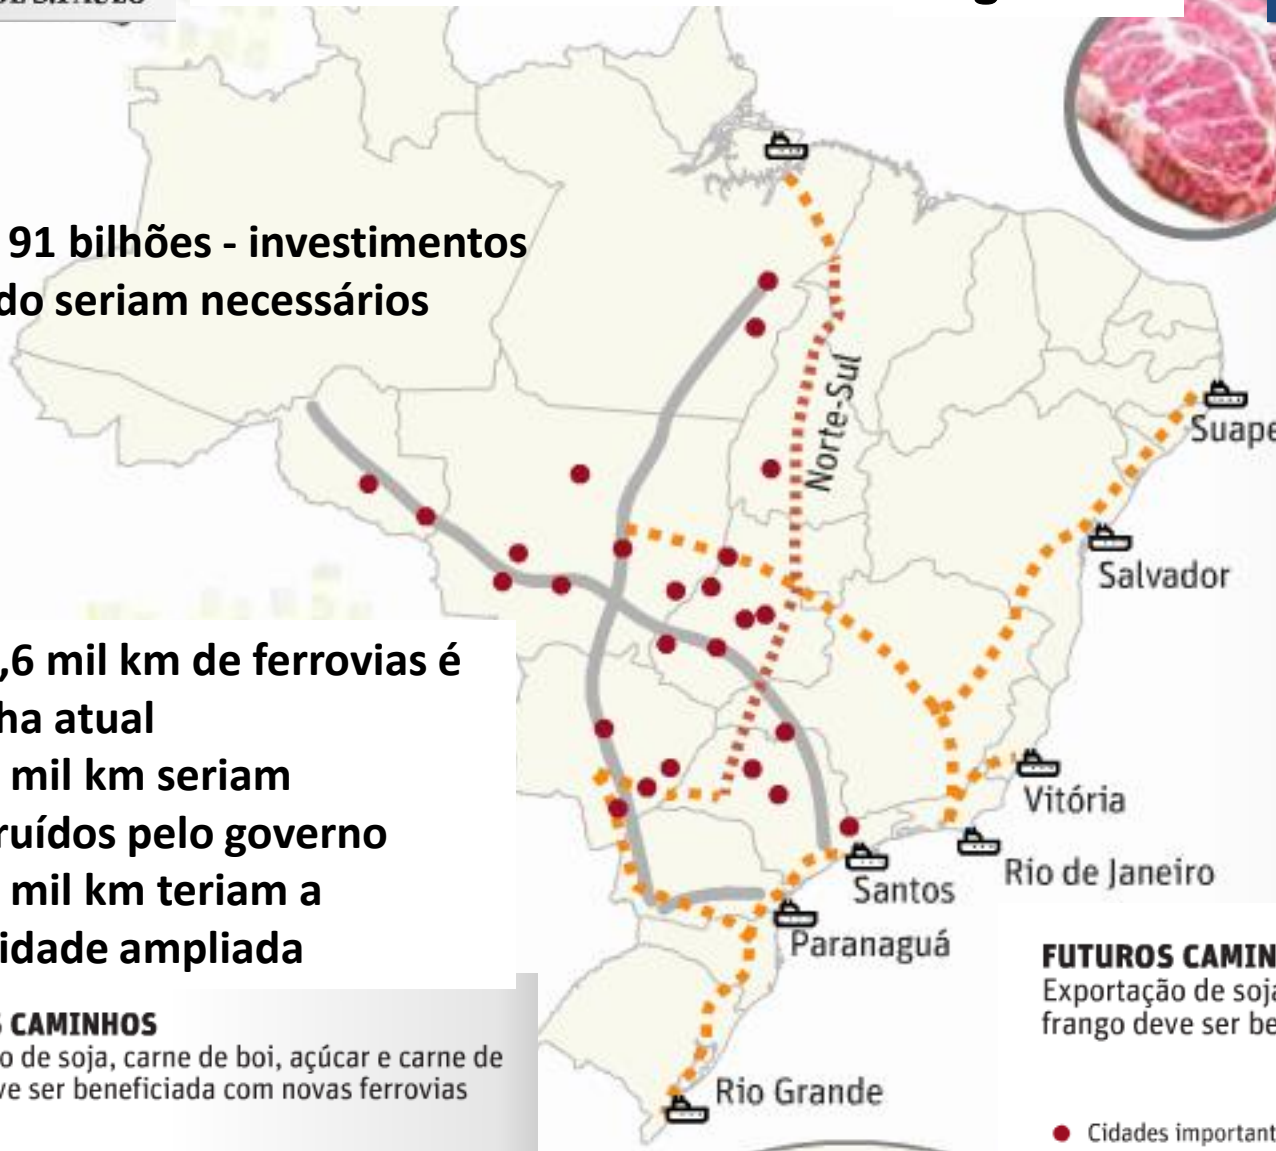 DE S.PAULO
91 bilhões - investimentos
do seriam necessários
Norte-Sul
Suape
Salvador
,6 mil km de ferrovias é
ha atual
mil km seriam
ruídos pelo governo
mil km teriam a
idade ampliada
Vitória
Rio de Janeiro
Santos
Paranaguá
Rio Grande
S CAMINHOS
o de soja, carne de boi, açúcar e carne de
ve ser beneficiada com novas ferrovias
FUTUROS CAMIN
Exportação de soja
frango deve ser be
Cidades important